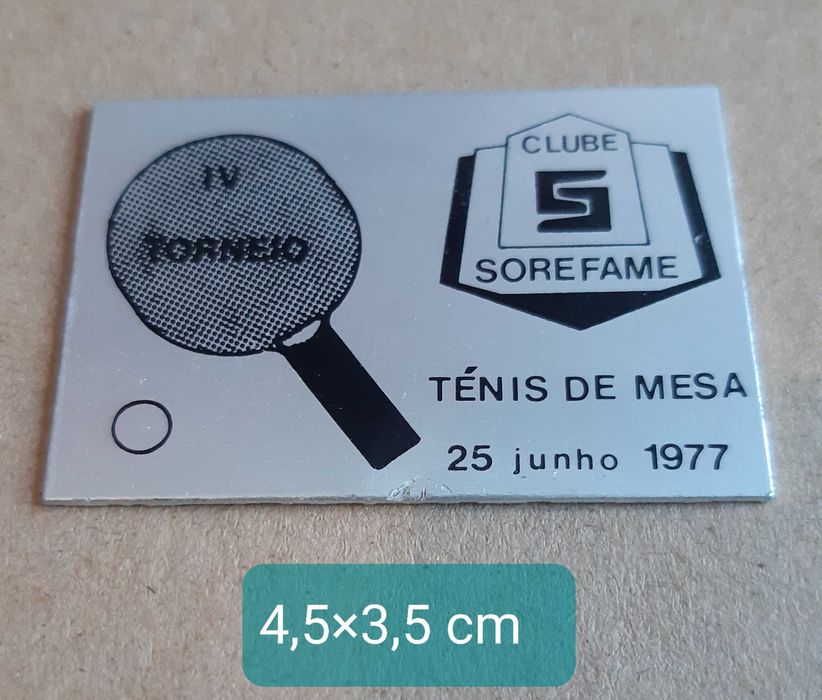 IV
TORNEIO
CLUBE
S
SOREFAME
TÉNIS DE MESA
25 junho 1977
4,5×3,5 cm